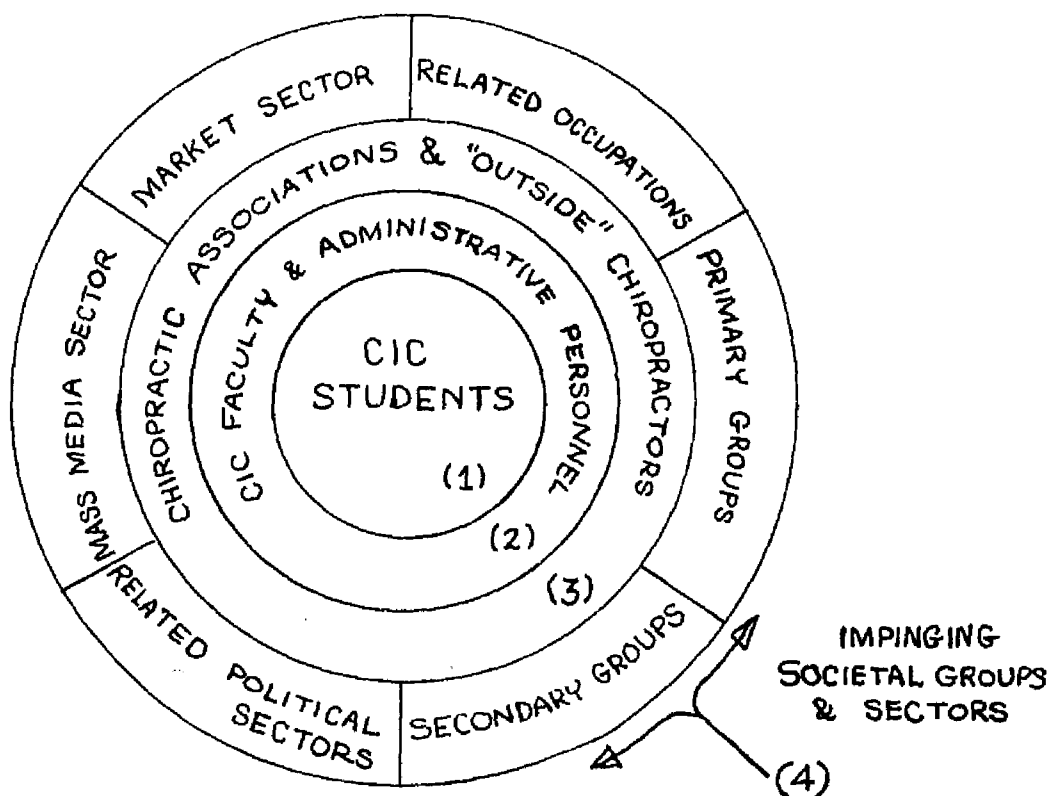 MARKET SECTOR
RELATED OCCUPATIONS
PRIMARY GROUPS
SECONDARY GROUPS
RELATED POLITICAL
SECTORS
MASS MEDIA SECTOR
CHIROPRACTIC ASSOCIATIONS & "OUTSIDE" CHIROPRACTORS
(3)
CIC FACULTY & ADMINISTRATIVE PERSONNEL
(2)
CIC
STUDENTS
(1)
IMPINGING
SOCIETAL GROUPS
& SECTORS
(4)